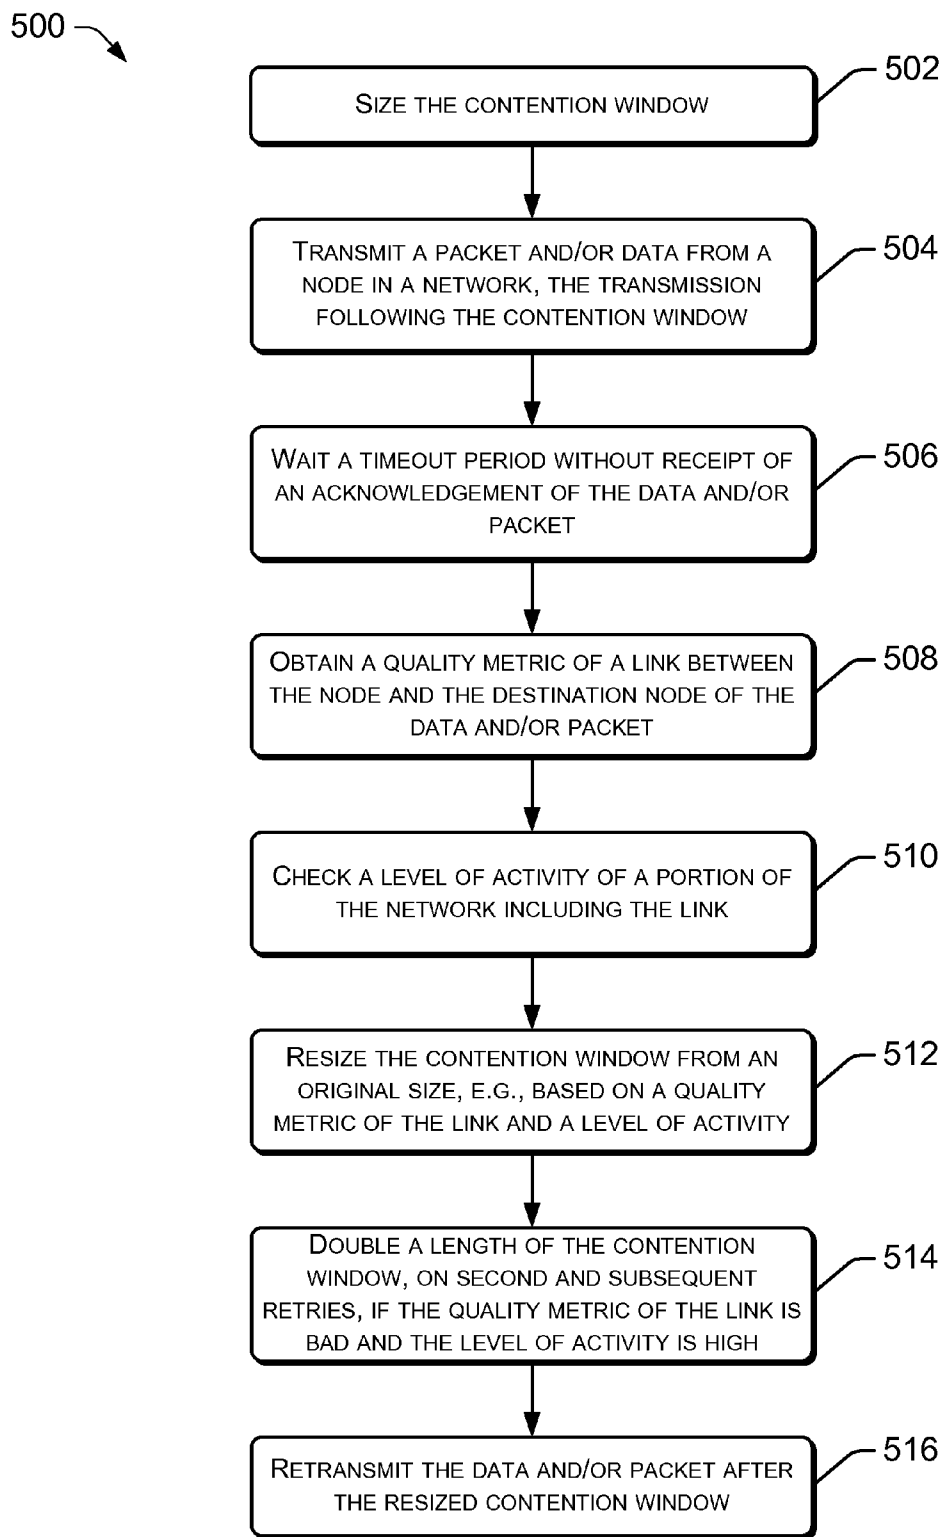 500
502
SIZE THE CONTENTION WINDOW
504
TRANSMIT A PACKET AND/OR DATA FROM A
NODE IN A NETWORK, THE TRANSMISSION
FOLLOWING THE CONTENTION WINDOW
506
WAIT A TIMEOUT PERIOD WITHOUT RECEIPT OF
AN ACKNOWLEDGEMENT OF THE DATA AND/OR
PACKET
508
OBTAIN A QUALITY METRIC OF A LINK BETWEEN
THE NODE AND THE DESTINATION NODE OF THE
DATA AND/OR PACKET
510
CHECK A LEVEL OF ACTIVITY OF A PORTION OF
THE NETWORK INCLUDING THE LINK
512
RESIZE THE CONTENTION WINDOW FROM AN
ORIGINAL SIZE, E.G., BASED ON A QUALITY
METRIC OF THE LINK AND A LEVEL OF ACTIVITY
514
DOUBLE A LENGTH OF THE CONTENTION
WINDOW, ON SECOND AND SUBSEQUENT
RETRIES, IF THE QUALITY METRIC OF THE LINK IS
BAD AND THE LEVEL OF ACTIVITY IS HIGH
516
RETRANSMIT THE DATA AND/OR PACKET AFTER
THE RESIZED CONTENTION WINDOW